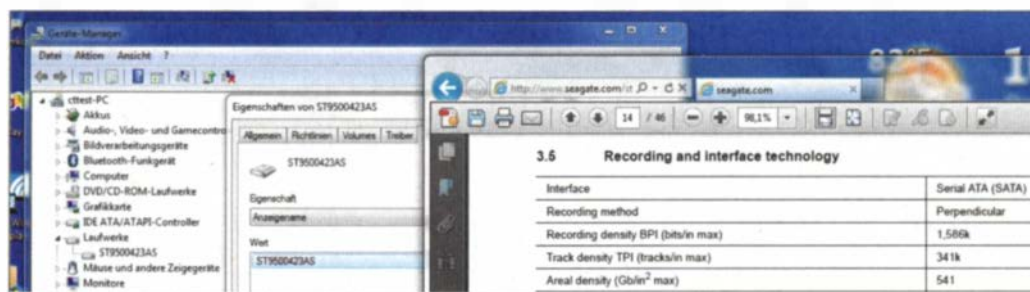 Geräte-Manager
Datei Aktion Ansicht ?
cttest-PC
Akkus
Audio-, Video- und Gamecontro
Bildverarbeitungsgeräte
Bluetooth-Funkgerät
Computer
DVD/CD-ROM-Laufwerke
Grafikkarte
IDE ATA/ATAPI-Controller
Laufwerke
ST9500423AS
Mäuse und andere Zeigegeräte
Monitore
Eigenschaften von ST9500423AS
Allgemein Richtlinien Volumes Treiber
ST9500423AS
Eigenschaft
Anzeigename
Wert
ST9500423AS
http://www.seagate.com/st
seagate.com
14 / 46 98,1%
3.5 Recording and interface technology
Interface Serial ATA (SATA)
Recording method Perpendicular
Recording density BPI (bits/in max) 1,586k
Track density TPI (tracks/in max) 341k
Areal density (Gb/in² max) 541